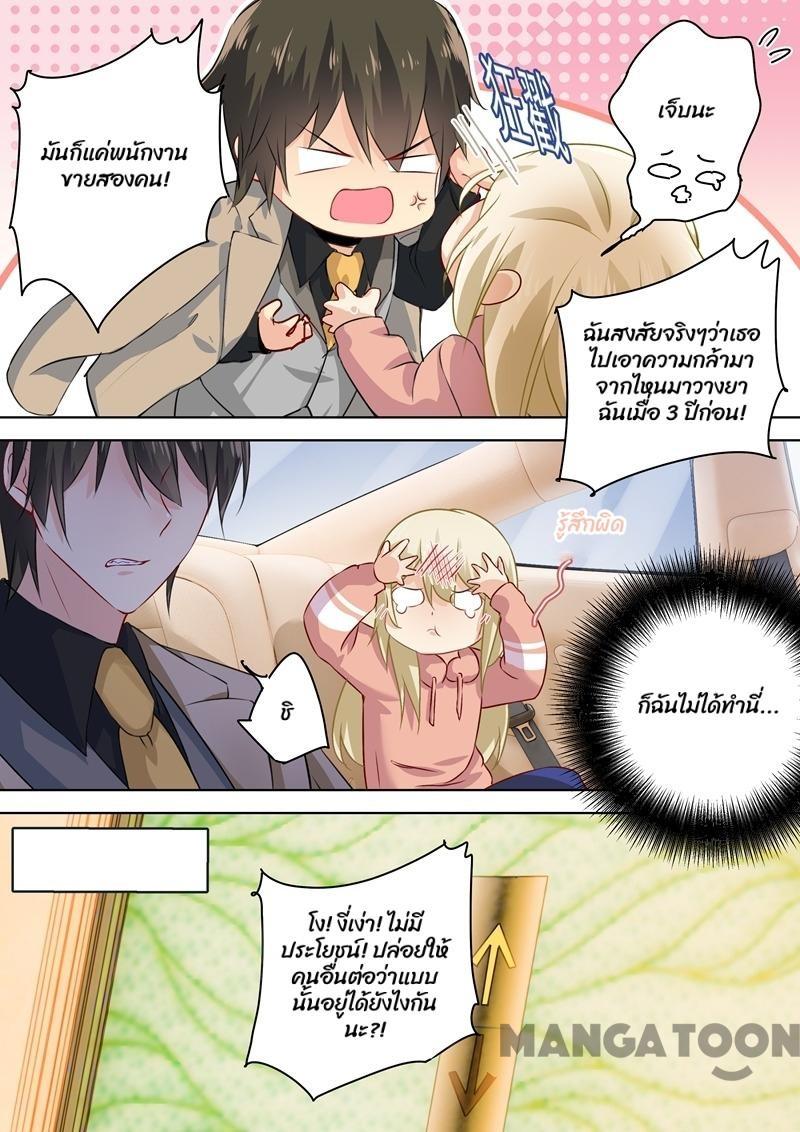 มันก็แค่พนักงาน
ขายสองคน!
狂戳
เจ็บนะ
ฉันสงสัยจริงๆว่าเธอ
ไปเอาความกล้ามา
จากไหนมาวางยา
ฉันเมื่อ 3 ปีก่อน!
รู้สึกผิด
ชิ
ก็ฉันไม่ได้ทำนี่...
โง่! งี่เง่า! ไม่มี
ประโยชน์! ปล่อยให้
คนอื่นต่อว่าแบบ
นั้นอยู่ได้ยังไงกัน
นะ?!
MANGATOON